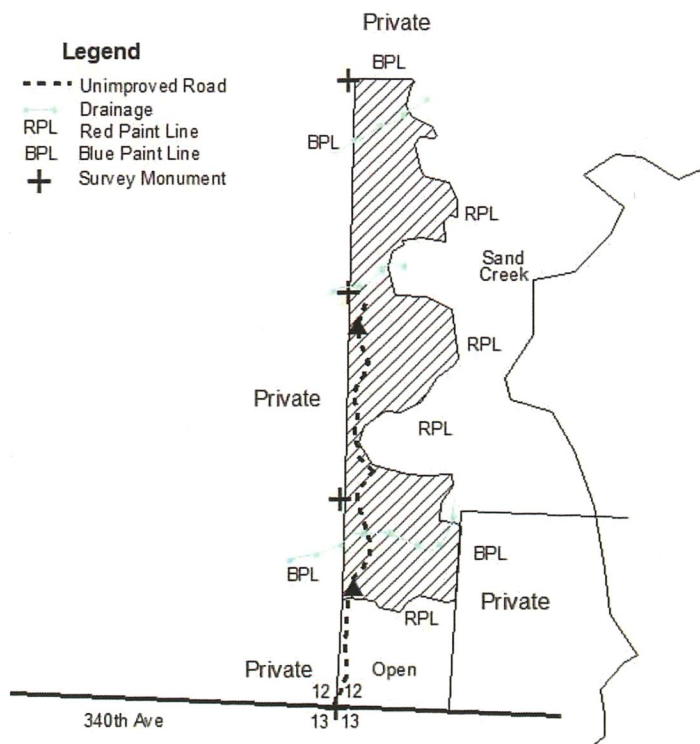 Private
Legend
BPL
Unimproved Road
Drainage
RPL Red Paint Line
BPL Blue Paint Line
Survey Monument
BPL
RPL
Sand
Creek
RPL
Private
RPL
BPL
BPL
Private
RPL
Private
Open
12 12
340th Ave
13 13